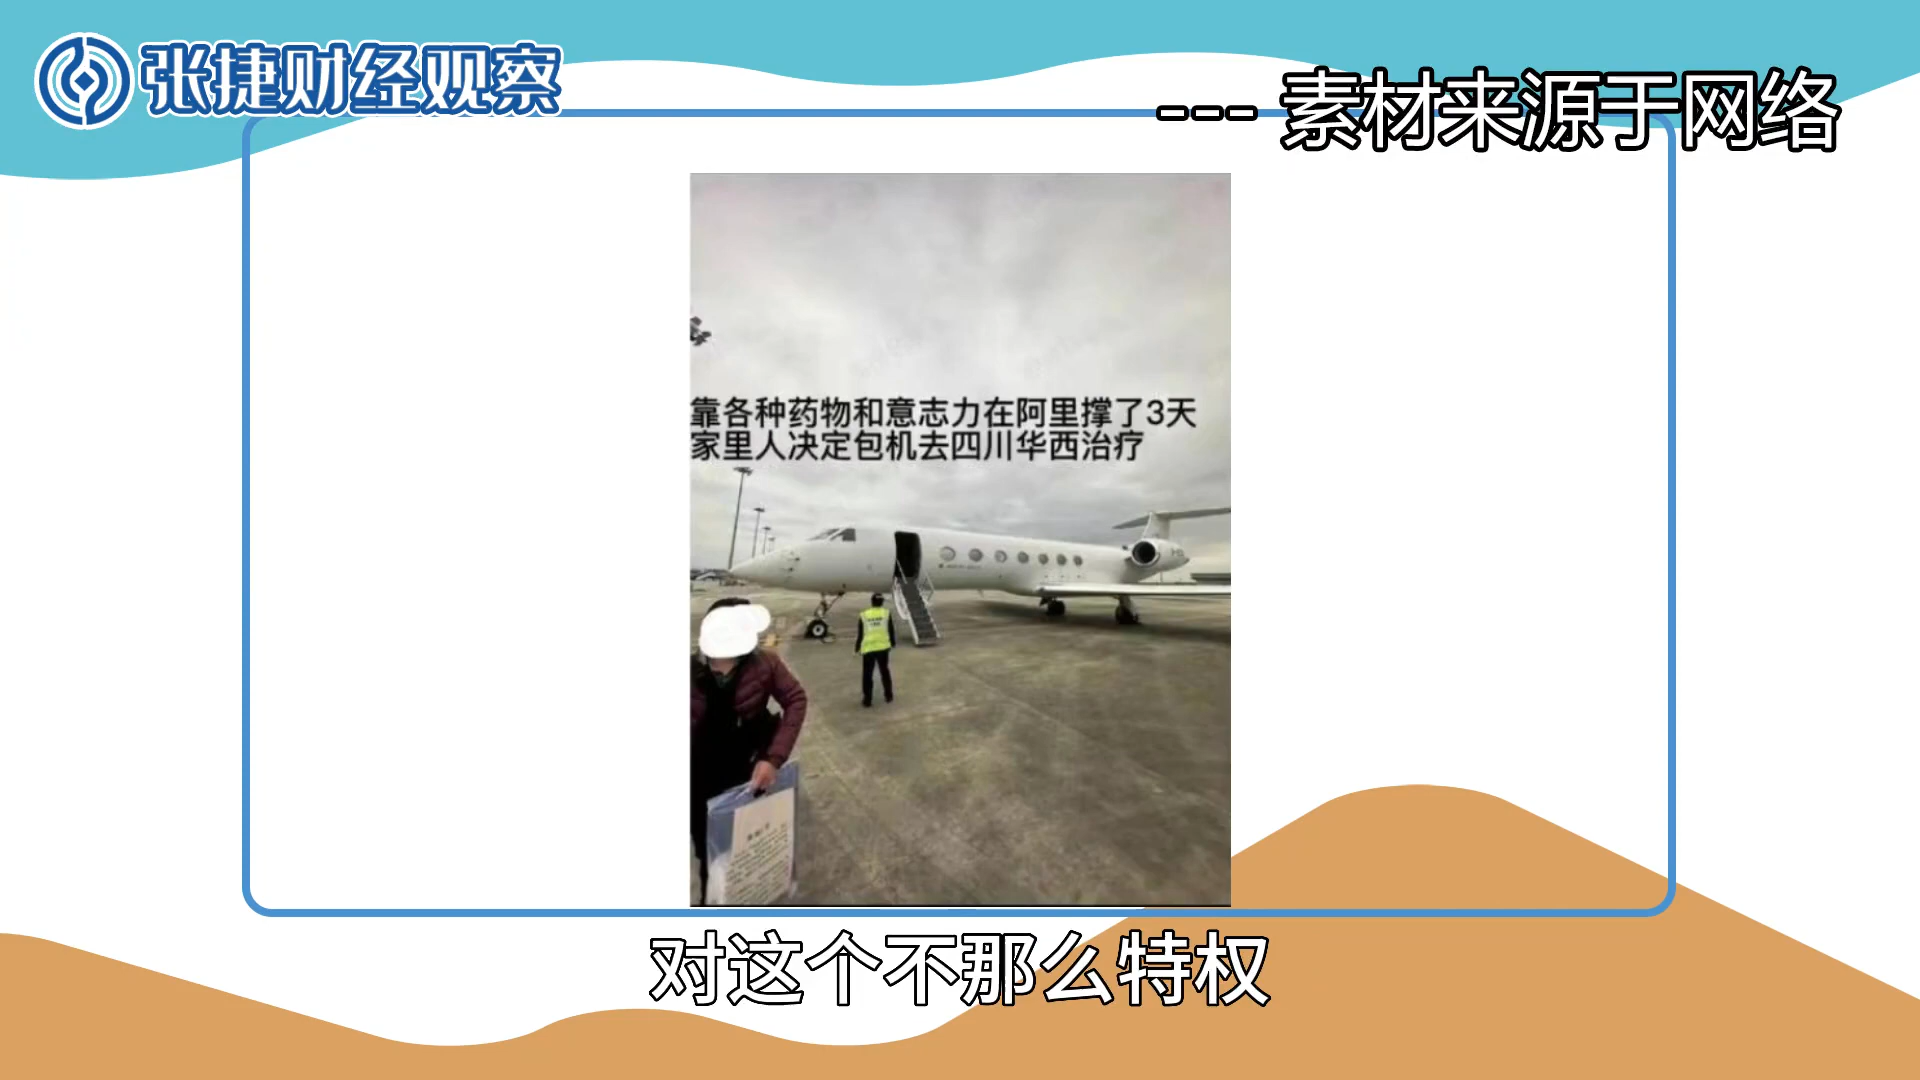 张捷财经观察
--- 素材来源于网络
靠各种药物和意志力在阿里撑了3天
家里人决定包机去四川华西治疗
对这个不那么特权